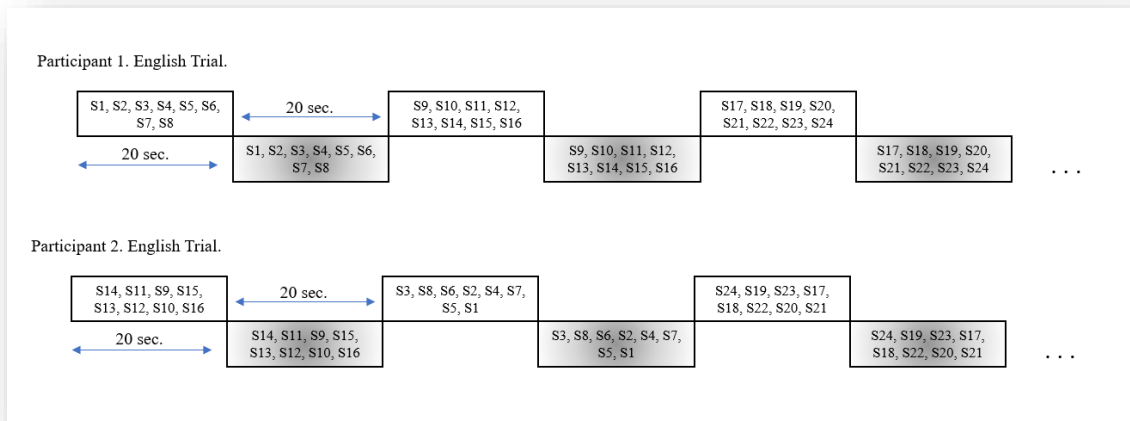 Participant 1. English Trial.
S1, S2, S3, S4, S5, S6,
S7, S8
20 sec.
20 sec.
S1, S2, S3, S4, S5, S6,
S7, S8
S9, S10, S11, S12,
S13, S14, S15, S16
S9, S10, S11, S12,
S13, S14, S15, S16
S17, S18, S19, S20,
S21, S22, S23, S24
S17, S18, S19, S20,
S21, S22, S23, S24
. . .
Participant 2. English Trial.
S14, S11, S9, S15,
S13, S12, S10, S16
20 sec.
20 sec.
S14, S11, S9, S15,
S13, S12, S10, S16
S3, S8, S6, S2, S4, S7,
S5, S1
S3, S8, S6, S2, S4, S7,
S5, S1
S24, S19, S23, S17,
S18, S22, S20, S21
S24, S19, S23, S17,
S18, S22, S20, S21
. . .